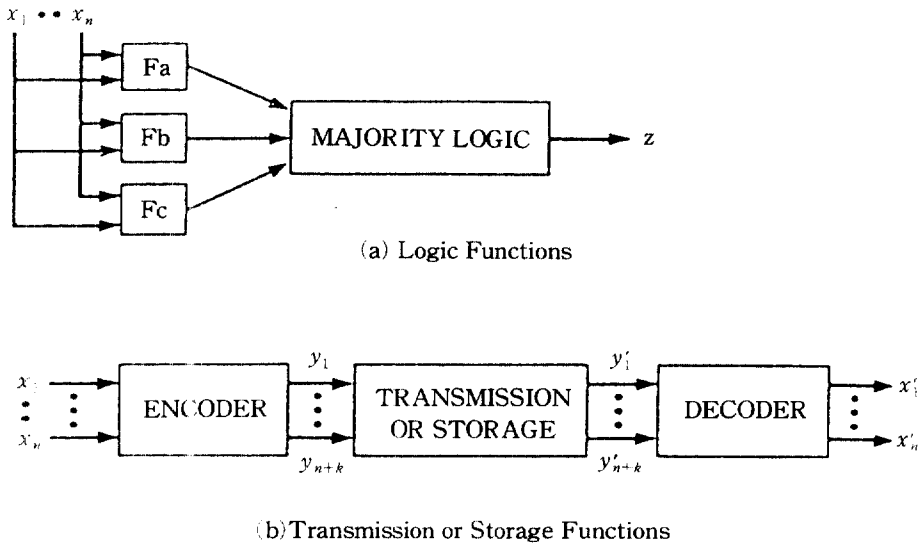 x₁ •• xₙ
Fa
Fb
Fc
MAJORITY LOGIC
z
(a) Logic Functions
x₁
xₙ
ENCODER
y₁
yₙ₊ₖ
TRANSMISSION
OR STORAGE
y′₁
y′ₙ₊ₖ
DECODER
x′₁
x′ₙ
(b)Transmission or Storage Functions